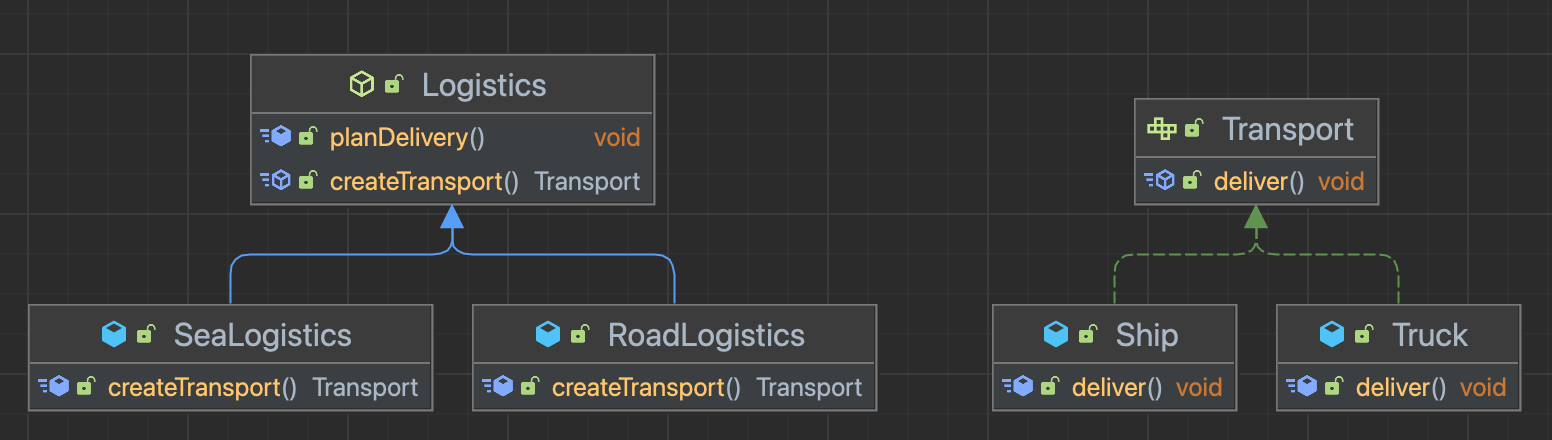 Logistics
planDelivery() void
createTransport() Transport
Transport
deliver() void
SeaLogistics
createTransport() Transport
RoadLogistics
createTransport() Transport
Ship
deliver() void
Truck
deliver() void